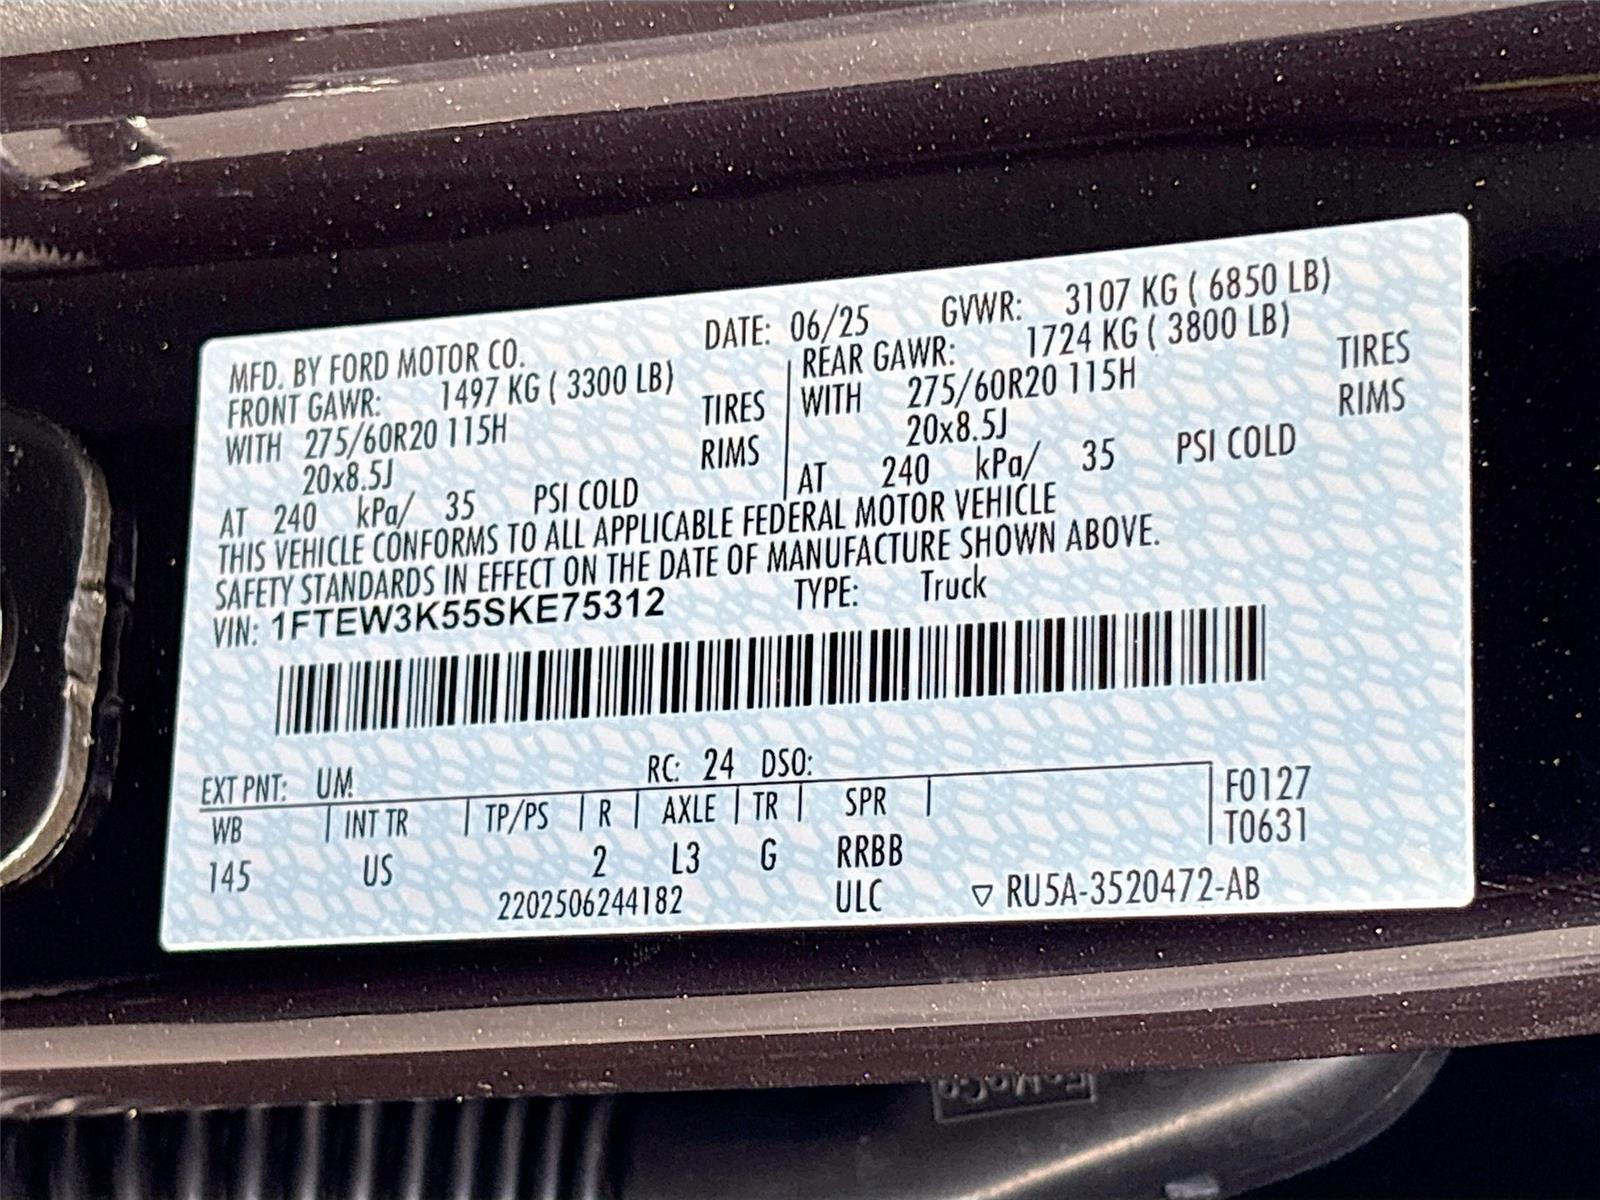 MFD. BY FORD MOTOR CO. DATE: 06/25 GVWR: 3107 KG ( 6850 LB)
FRONT GAWR: 1497 KG ( 3300 LB)
WITH 275/60R20 115H TIRES
20x8.5J RIMS
AT 240 kPa/ 35 PSI COLD
REAR GAWR: 1724 KG ( 3800 LB)
WITH 275/60R20 115H TIRES
20x8.5J RIMS
AT 240 kPa/ 35 PSI COLD
THIS VEHICLE CONFORMS TO ALL APPLICABLE FEDERAL MOTOR VEHICLE
SAFETY STANDARDS IN EFFECT ON THE DATE OF MANUFACTURE SHOWN ABOVE.
VIN: 1FTEW3K55SKE75312 TYPE: Truck
EXT PNT: UM RC: 24 DSO:
WB INT TR TP/PS R AXLE TR SPR F0127
T0631
145 US 2 L3 G RRBB
2202506244182 ULC ▽ RU5A-3520472-AB
FoMoCo